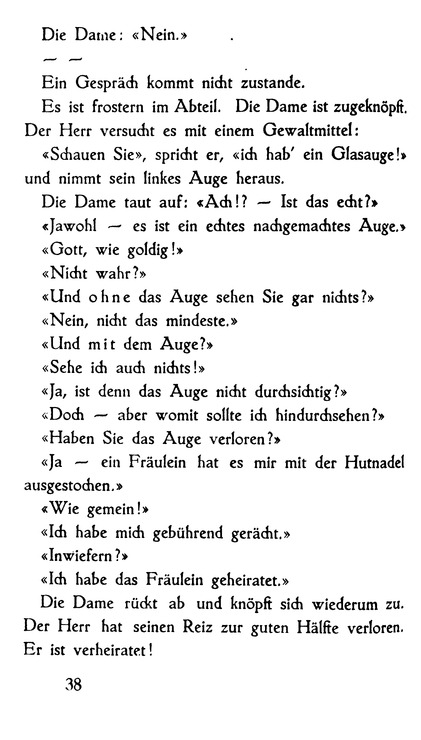 Die Dame: «Nein.»
— —
Ein Gespräch kommt nicht zustande.
Es ist frostern im Abteil. Die Dame ist zugeknöpft.
Der Herr versucht es mit einem Gewaltmittel:
«Schauen Sie», spricht er, «ich hab' ein Glasauge!»
und nimmt sein linkes Auge heraus.
Die Dame taut auf: «Ach!? — Ist das echt?»
«Jawohl — es ist ein echtes nachgemachtes Auge.»
«Gott, wie goldig!»
«Nicht wahr?»
«Und ohne das Auge sehen Sie gar nichts?»
«Nein, nicht das mindeste.»
«Und mit dem Auge?»
«Sehe ich auch nichts!»
«Ja, ist denn das Auge nicht durchsichtig?»
«Doch — aber womit sollte ich hindurchsehen?»
«Haben Sie das Auge verloren?»
«Ja — ein Fräulein hat es mir mit der Hutnadel
ausgestochen.»
«Wie gemein!»
«Ich habe mich gebührend gerächt.»
«Inwiefern?»
«Ich habe das Fräulein geheiratet.»
Die Dame rückt ab und knöpft sich wiederum zu.
Der Herr hat seinen Reiz zur guten Hälfte verloren.
Er ist verheiratet!
38